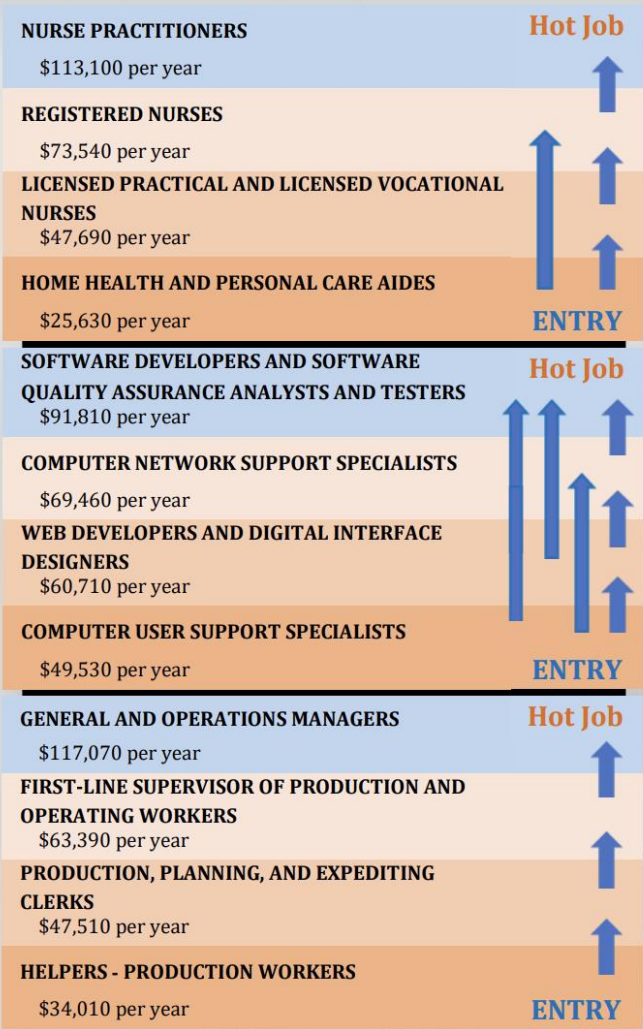 NURSE PRACTITIONERS
Hot Job
$113,100 per year
REGISTERED NURSES
$73,540 per year
LICENSED PRACTICAL AND LICENSED VOCATIONAL
NURSES
$47,690 per year
HOME HEALTH AND PERSONAL CARE AIDES
$25,630 per year
ENTRY
SOFTWARE DEVELOPERS AND SOFTWARE
Hot Job
QUALITY ASSURANCE ANALYSTS AND TESTERS
$91,810 per year
COMPUTER NETWORK SUPPORT SPECIALISTS
$69,460 per year
WEB DEVELOPERS AND DIGITAL INTERFACE
DESIGNERS
$60,710 per year
COMPUTER USER SUPPORT SPECIALISTS
$49,530 per year
ENTRY
GENERAL AND OPERATIONS MANAGERS
Hot Job
$117,070 per year
FIRST-LINE SUPERVISOR OF PRODUCTION AND
OPERATING WORKERS
$63,390 per year
PRODUCTION, PLANNING, AND EXPEDITING
CLERKS
$47,510 per year
HELPERS - PRODUCTION WORKERS
$34,010 per year
ENTRY